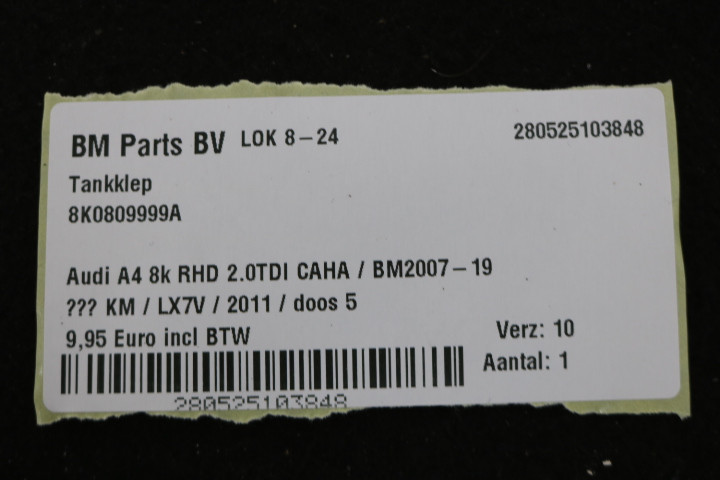 BM Parts BV LOK 8-24 280525103848
Tankklep
8K0809999A
Audi A4 8k RHD 2.0TDI CAHA / BM2007-19
??? KM / LX7V / 2011 / doos 5
9,95 Euro incl BTW Verz: 10
Aantal: 1
280525103848